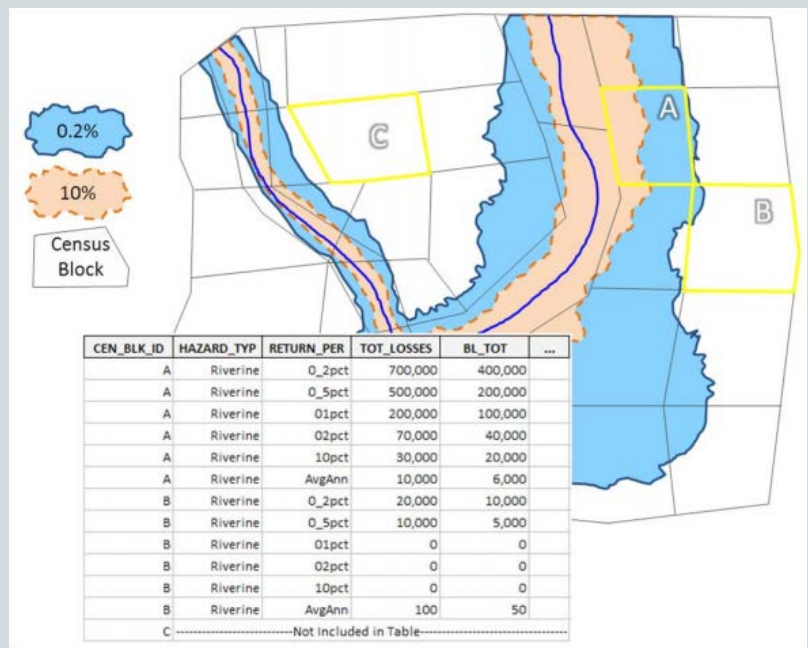 0.2%
10%
Census
Block
A
B
C
CEN_BLK_ID HAZARD_TYP RETURN_PER TOT_LOSSES BL_TOT ...
A Riverine 0_2pct 700,000 400,000
A Riverine 0_5pct 500,000 200,000
A Riverine 01pct 200,000 100,000
A Riverine 02pct 70,000 40,000
A Riverine 10pct 30,000 20,000
A Riverine AvgAnn 10,000 6,000
B Riverine 0_2pct 20,000 10,000
B Riverine 0_5pct 10,000 5,000
B Riverine 01pct 0 0
B Riverine 02pct 0 0
B Riverine 10pct 0 0
B Riverine AvgAnn 100 50
C --------------------------Not Included in Table--------------------------------